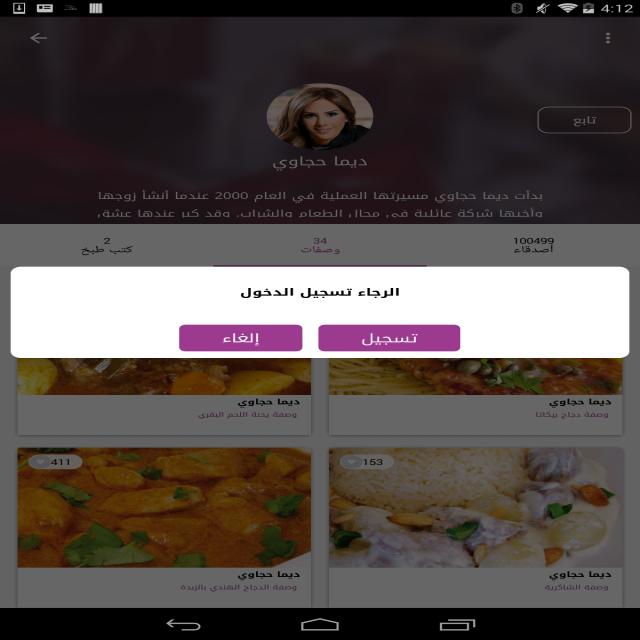 4:12
تابع
ديما حجاوي
بدأت ديما حجاوي مسيرتها العملية في العام 2000 عندما أنشأ زوجها
وأخيها شركة عائلية في مجال الطعام والشراب. وقد كبر عندها عشق
100499
أصدقاء
34
وصفات
2
كتب طبخ
الرجاء تسجيل الدخول
تسجيل
إلغاء
ديما حجاوي
وصفة دجاج بيكاتا
ديما حجاوي
وصفة يخنة اللحم البقري
153
ديما حجاوي
وصفة الشاكرية
411
ديما حجاوي
وصفة الدجاج الهندي بالزبدة